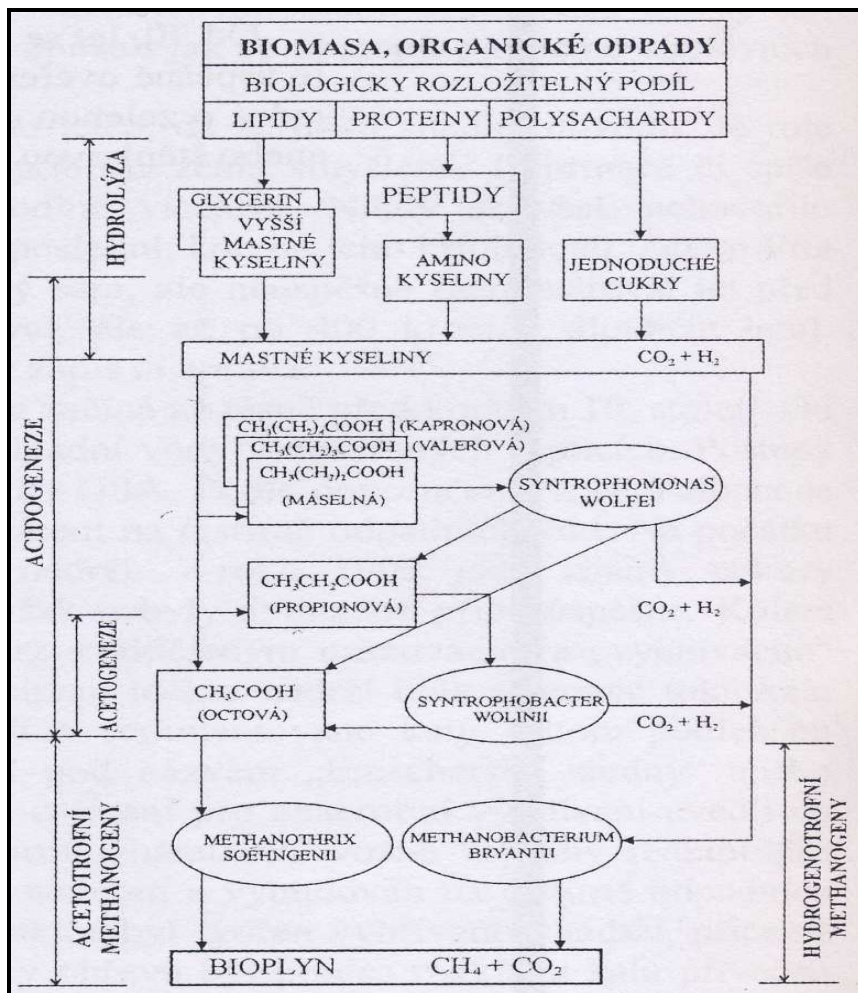 BIOMASA, ORGANICKÉ ODPADY
BIOLOGICKY ROZLOŽITELNÝ PODÍL
LIPIDY
PROTEINY
POLYSACHARIDY
HYDROLÝZA
GLYCERIN
VYŠŠÍ
MASTNÉ
KYSELINY
PEPTIDY
AMINO
KYSELINY
JEDNODUCHÉ
CUKRY
MASTNÉ KYSELINY
CO₂ + H₂
ACIDOGENEZE
CH₃(CH₂)₄COOH (KAPRONOVÁ)
CH₃(CH₂)₃COOH (VALEROVÁ)
CH₃(CH₂)₂COOH
(MÁSELNÁ)
SYNTROPHOMONAS
WOLFEI
CH₃CH₂COOH
(PROPIONOVÁ)
CO₂ + H₂
ACETOGENEZE
CH₃COOH
(OCTOVÁ)
SYNTROPHOBACTER
WOLINII
CO₂ + H₂
ACETOTROFNÍ
METHANOGENY
METHANOTHRIX
SOEHNGENII
METHANOBACTERIUM
BRYANTII
HYDROGENOTROFNÍ
METHANOGENY
BIOPLYN
CH₄ + CO₂